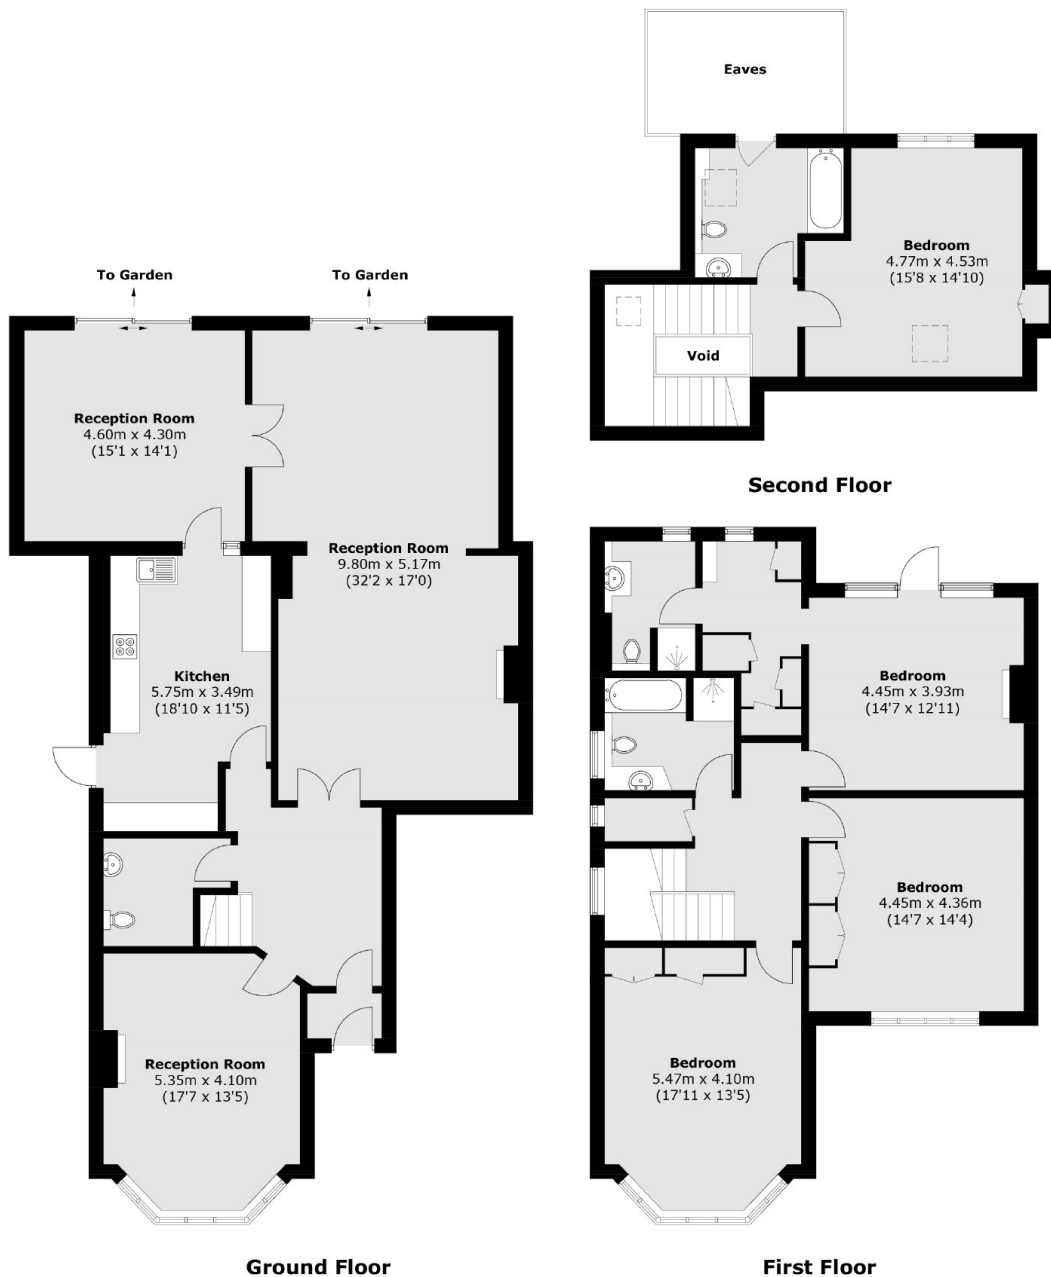 To Garden
To Garden
Reception Room
4.60m x 4.30m
(15'1 x 14'1)
Reception Room
9.80m x 5.17m
(32'2 x 17'0)
Kitchen
5.75m x 3.49m
(18'10 x 11'5)
Reception Room
5.35m x 4.10m
(17'7 x 13'5)
Ground Floor
Eaves
Bedroom
4.77m x 4.53m
(15'8 x 14'10)
Void
Second Floor
Bedroom
4.45m x 3.93m
(14'7 x 12'11)
Bedroom
4.45m x 4.36m
(14'7 x 14'4)
Bedroom
5.47m x 4.10m
(17'11 x 13'5)
First Floor